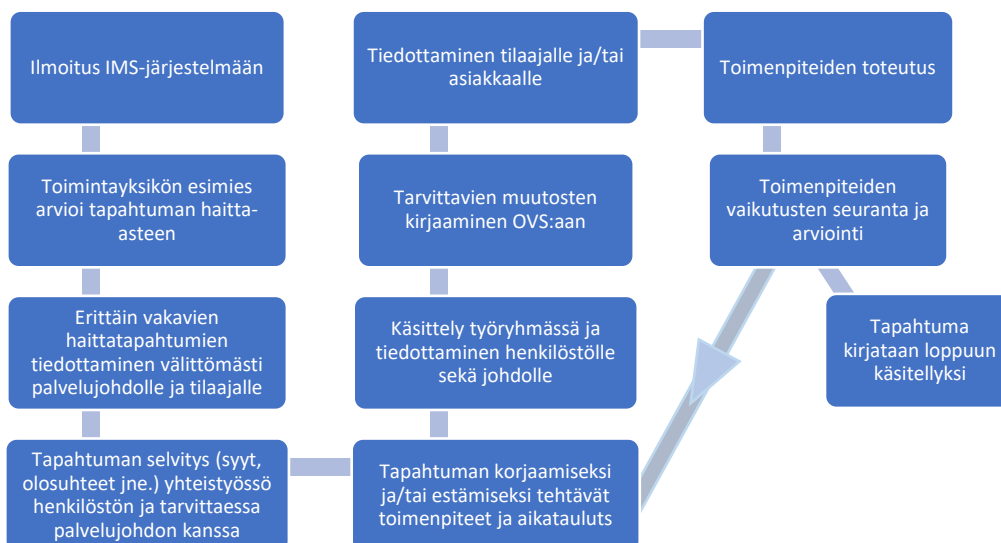 Ilmoitus IMS-järjestelmään
Toimintayksikön esimies
arvioi tapahtuman haitta-
asteen
Erittäin vakavien
haittatapahtumien
tiedottaminen välittömästi
palvelujohdolle ja tilaajalle
Tapahtuman selvitys (syyt,
olosuhteet jne.) yhteistyössö
henkilöstön ja tarvittaessa
palvelujohdon kanssa
Tapahtuman korjaamiseksi
ja/tai estämiseksi tehtävät
toimenpiteet ja aikatauluts
Käsittely työryhmässä ja
tiedottaminen henkilöstölle
sekä johdolle
Tarvittavien muutosten
kirjaaminen OVS:aan
Tiedottaminen tilaajalle ja/tai
asiakkaalle
Toimenpiteiden toteutus
Toimenpiteiden
vaikutusten seuranta ja
arviointi
Tapahtuma
kirjataan loppuun
käsitellyksi